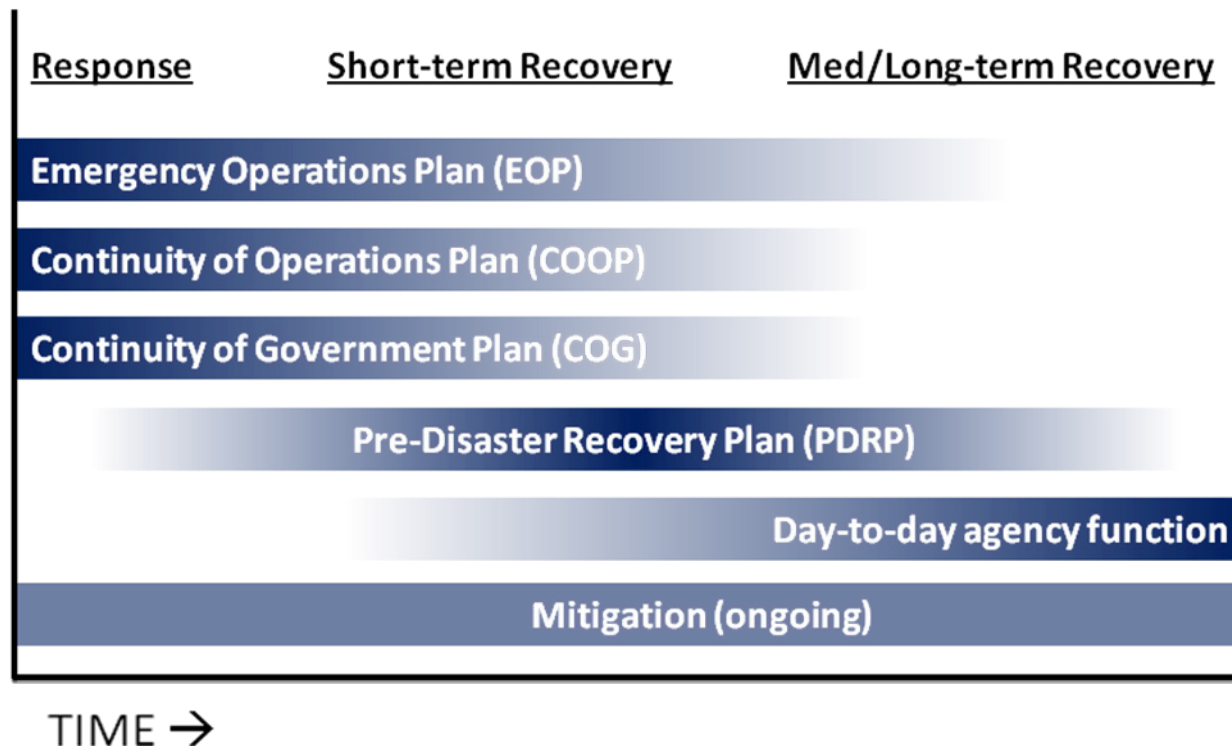 Response Short-term Recovery Med/Long-term Recovery
Emergency Operations Plan (EOP)
Continuity of Operations Plan (COOP)
Continuity of Government Plan (COG)
Pre-Disaster Recovery Plan (PDRP)
Day-to-day agency function
Mitigation (ongoing)
TIME →